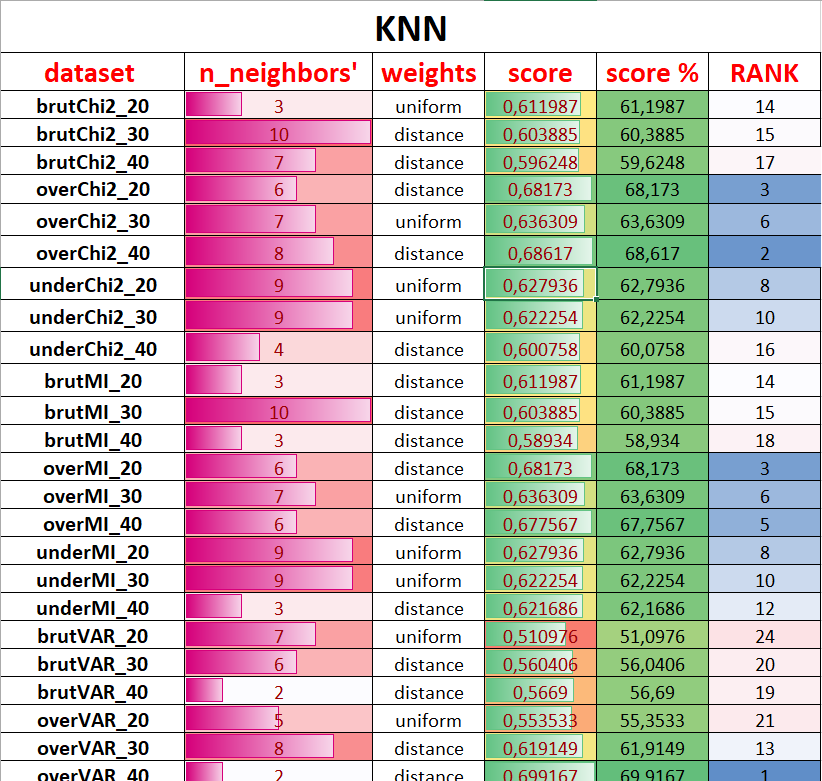 KNN
dataset n_neighbors' weights score score % RANK
brutChi2_20 3 uniform 0,611987 61,1987 14
brutChi2_30 10 distance 0,603885 60,3885 15
brutChi2_40 7 distance 0,596248 59,6248 17
overChi2_20 6 distance 0,68173 68,173 3
overChi2_30 7 uniform 0,636309 63,6309 6
overChi2_40 8 distance 0,68617 68,617 2
underChi2_20 9 uniform 0,627936 62,7936 8
underChi2_30 9 uniform 0,622254 62,2254 10
underChi2_40 4 distance 0,600758 60,0758 16
brutMI_20 3 distance 0,611987 61,1987 14
brutMI_30 10 distance 0,603885 60,3885 15
brutMI_40 3 distance 0,58934 58,934 18
overMI_20 6 distance 0,68173 68,173 3
overMI_30 7 uniform 0,636309 63,6309 6
overMI_40 6 distance 0,677567 67,7567 5
underMI_20 9 uniform 0,627936 62,7936 8
underMI_30 9 uniform 0,622254 62,2254 10
underMI_40 3 distance 0,621686 62,1686 12
brutVAR_20 7 uniform 0,510976 51,0976 24
brutVAR_30 6 distance 0,560406 56,0406 20
brutVAR_40 2 distance 0,5669 56,69 19
overVAR_20 5 uniform 0,553533 55,3533 21
overVAR_30 8 distance 0,619149 61,9149 13
overVAR_40 2 distance 0,699167 69,9167 1